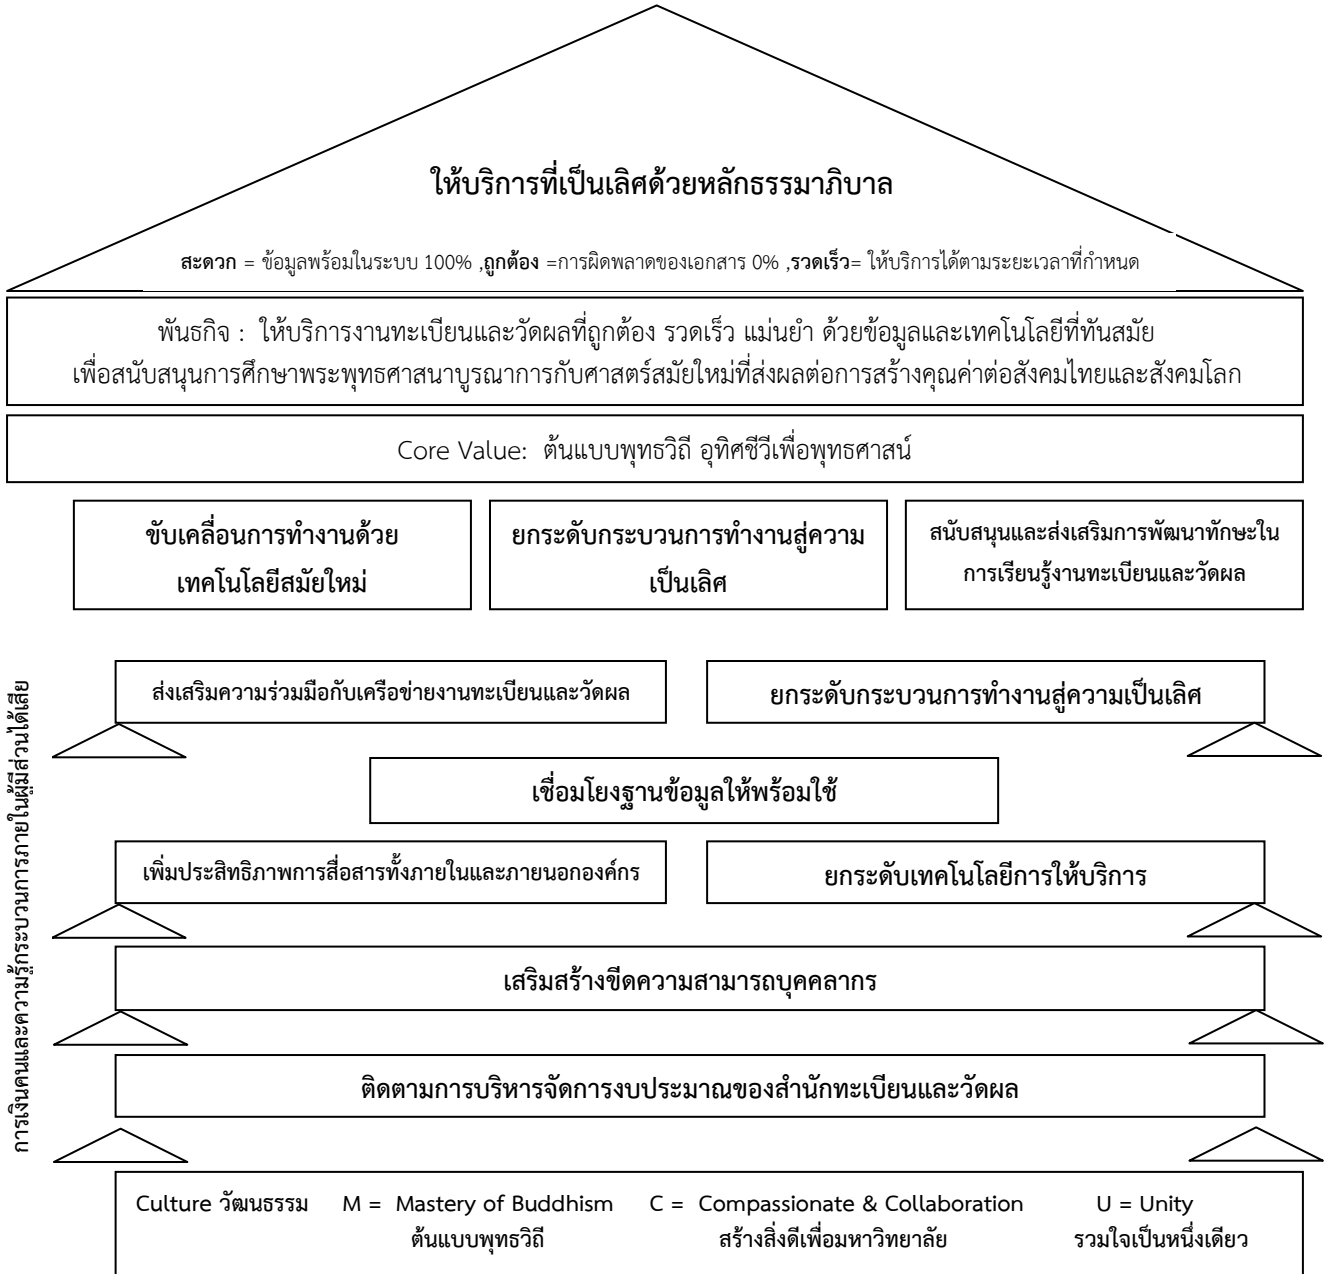 ให้บริการที่เป็นเลิศด้วยหลักธรรมาภิบาล
สะดวก = ข้อมูลพร้อมในระบบ 100% ,ถูกต้อง =การผิดพลาดของเอกสาร 0% ,รวดเร็ว= ให้บริการได้ตามระยะเวลาที่กำหนด
พันธกิจ : ให้บริการงานทะเบียนและวัดผลที่ถูกต้อง รวดเร็ว แม่นยำ ด้วยข้อมูลและเทคโนโลยีที่ทันสมัย
เพื่อสนับสนุนการศึกษาพระพุทธศาสนาบูรณาการกับศาสตร์สมัยใหม่ที่ส่งผลต่อการสร้างคุณค่าต่อสังคมไทยและสังคมโลก
Core Value: ต้นแบบพุทธวิถี อุทิศชีวีเพื่อพุทธศาสน์
ขับเคลื่อนการทำงานด้วย
เทคโนโลยีสมัยใหม่
ยกระดับกระบวนการทำงานสู่ความ
เป็นเลิศ
สนับสนุนและส่งเสริมการพัฒนาทักษะใน
การเรียนรู้งานทะเบียนและวัดผล
การเงินคนและความรู้กระบวนการภายในผู้มีส่วนได้เสีย
ส่งเสริมความร่วมมือกับเครือข่ายงานทะเบียนและวัดผล
ยกระดับกระบวนการทำงานสู่ความเป็นเลิศ
เชื่อมโยงฐานข้อมูลให้พร้อมใช้
เพิ่มประสิทธิภาพการสื่อสารทั้งภายในและภายนอกองค์กร
ยกระดับเทคโนโลยีการให้บริการ
เสริมสร้างขีดความสามารถบุคคลากร
ติดตามการบริหารจัดการงบประมาณของสำนักทะเบียนและวัดผล
Culture วัฒนธรรม M = Mastery of Buddhism C = Compassionate & Collaboration U = Unity
ต้นแบบพุทธวิถี สร้างสิ่งดีเพื่อมหาวิทยาลัย รวมใจเป็นหนึ่งเดียว